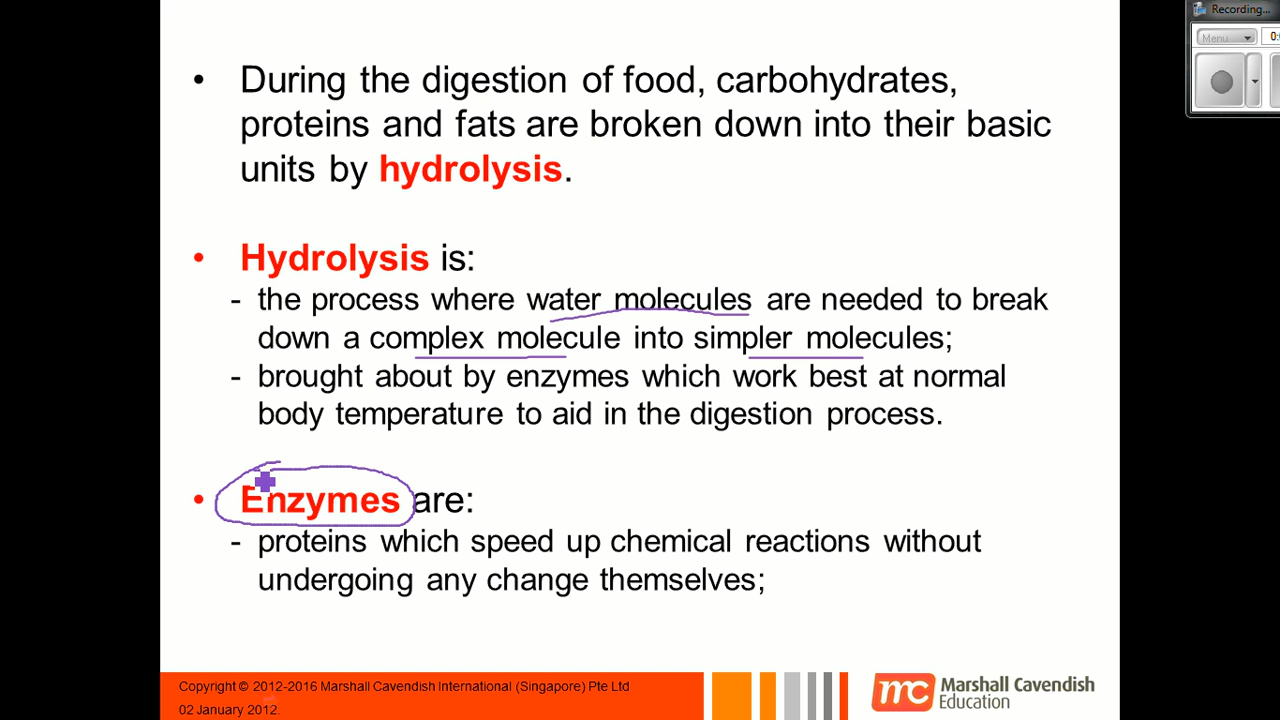 Recording...
Menu
0:
• During the digestion of food, carbohydrates,
proteins and fats are broken down into their basic
units by hydrolysis.
• Hydrolysis is:
- the process where water molecules are needed to break
down a complex molecule into simpler molecules;
- brought about by enzymes which work best at normal
body temperature to aid in the digestion process.
• Enzymes are:
- proteins which speed up chemical reactions without
undergoing any change themselves;
Copyright © 2012-2016 Marshall Cavendish International (Singapore) Pte Ltd
02 January 2012.
mc Marshall Cavendish
Education